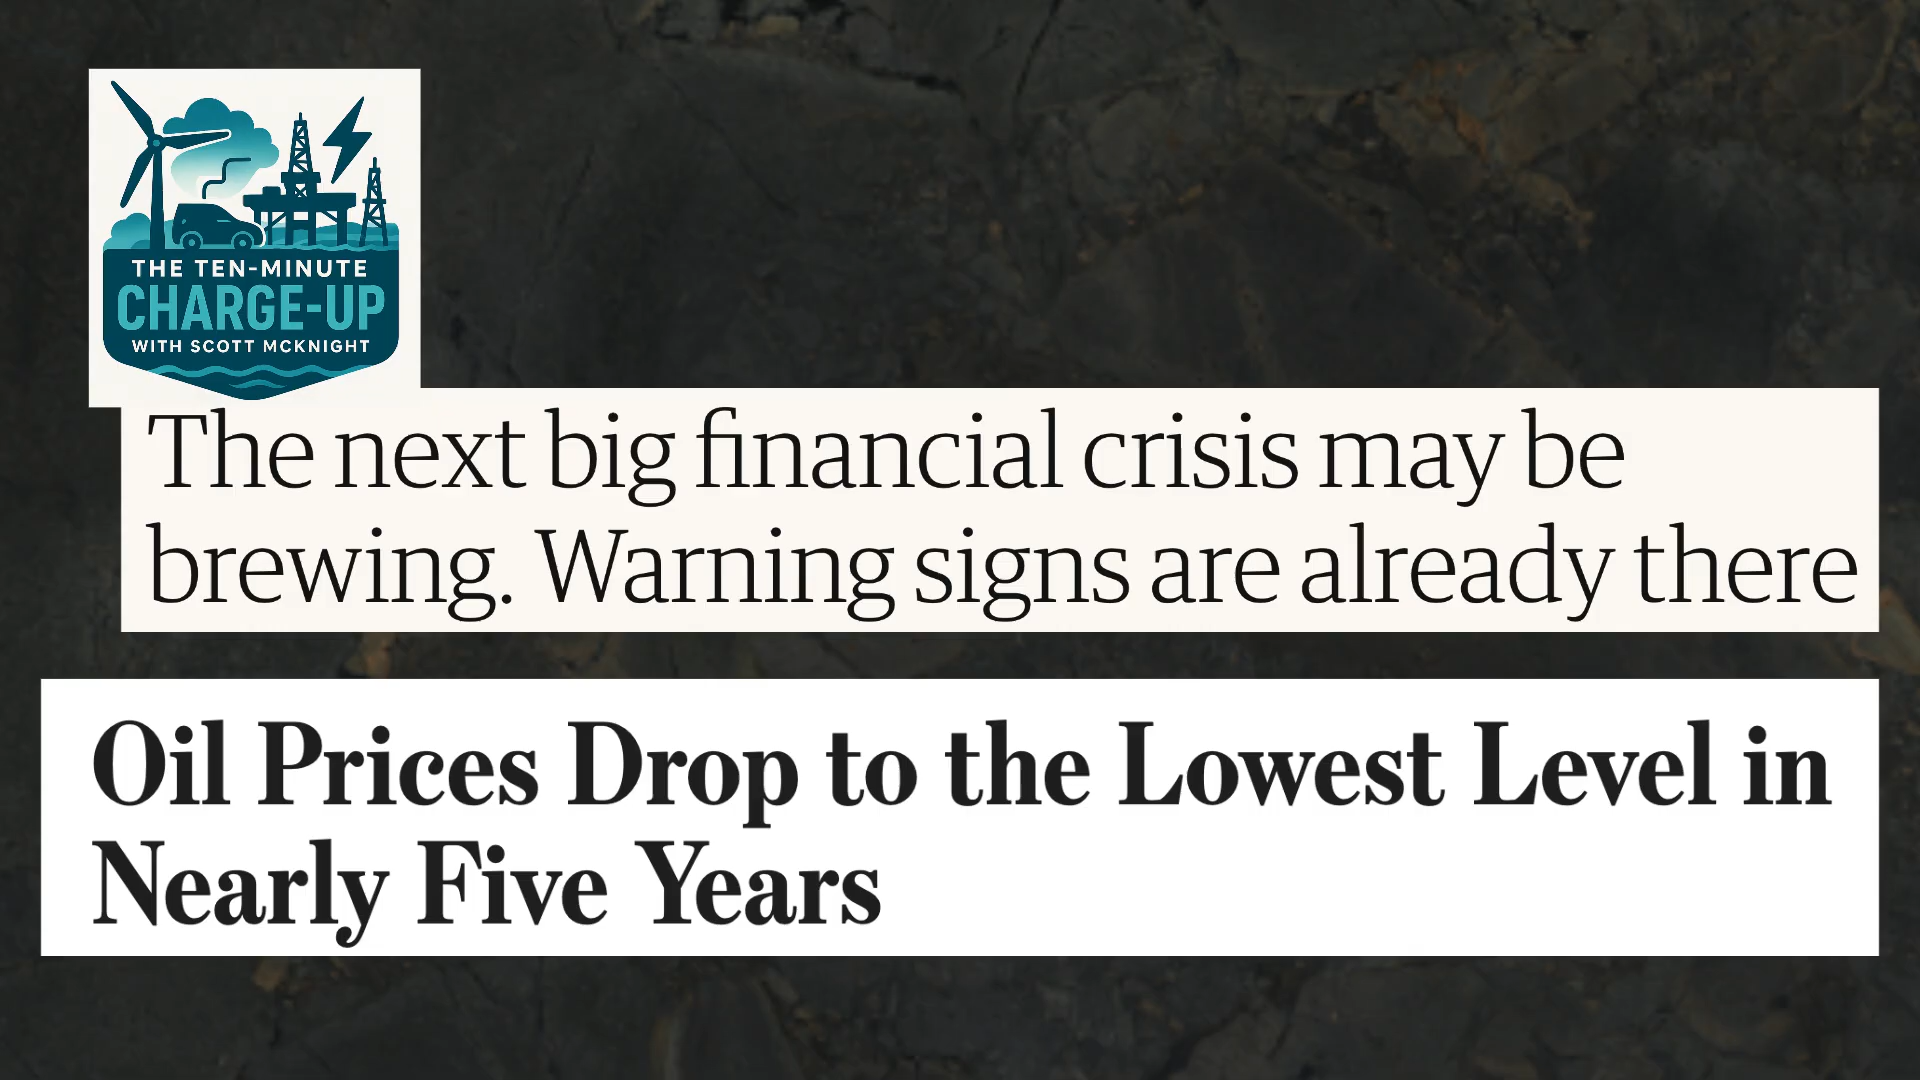 THE TEN-MINUTE
CHARGE-UP
WITH SCOTT MCKNIGHT
The next big financial crisis may be
brewing. Warning signs are already there
Oil Prices Drop to the Lowest Level in
Nearly Five Years